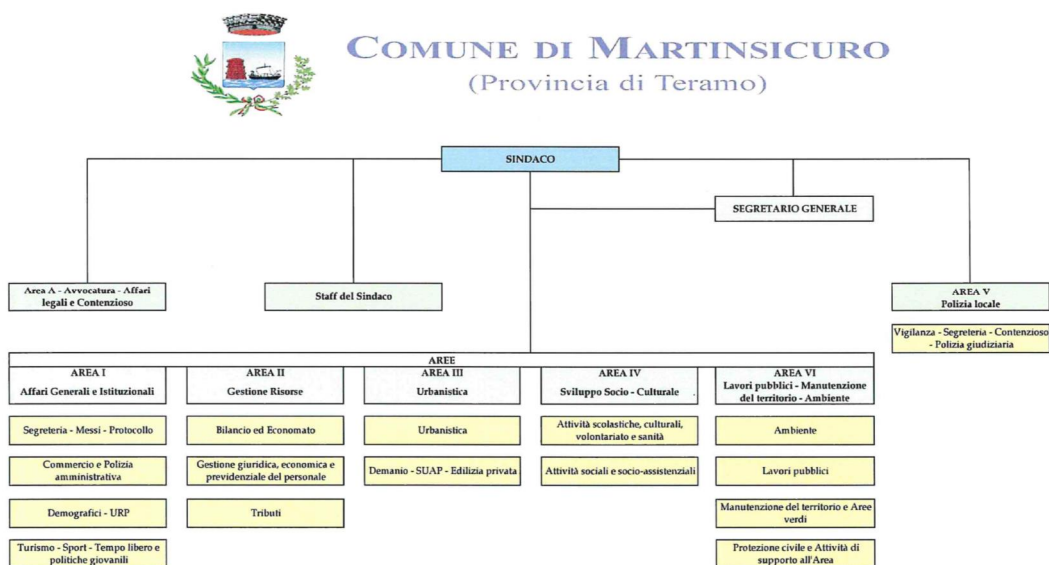 COMUNE DI MARTINSICURO
(Provincia di Teramo)
SINDACO
SEGRETARIO GENERALE
Area A - Avvocatura - Affari
legali e Contenzioso
Staff del Sindaco
AREA V
Polizia locale
Vigilanza - Segreteria - Contenzioso
- Polizia giudiziaria
AREE
AREA I
Affari Generali e Istituzionali
Segreteria - Messi - Protocollo
Commercio e Polizia
amministrativa
Demografici - URP
Turismo - Sport - Tempo libero e
politiche giovanili
AREA II
Gestione Risorse
Bilancio ed Economato
Gestione giuridica, economica e
previdenziale del personale
Tributi
AREA III
Urbanistica
Urbanistica
Demanio - SUAP - Edilizia privata
AREA IV
Sviluppo Socio - Culturale
Attività scolastiche, culturali,
volontariato e sanità
Attività sociali e socio-assistenziali
AREA VI
Lavori pubblici - Manutenzione
del territorio - Ambiente
Ambiente
Lavori pubblici
Manutenzione del territorio e Aree
verdi
Protezione civile e Attività di
supporto all'Area